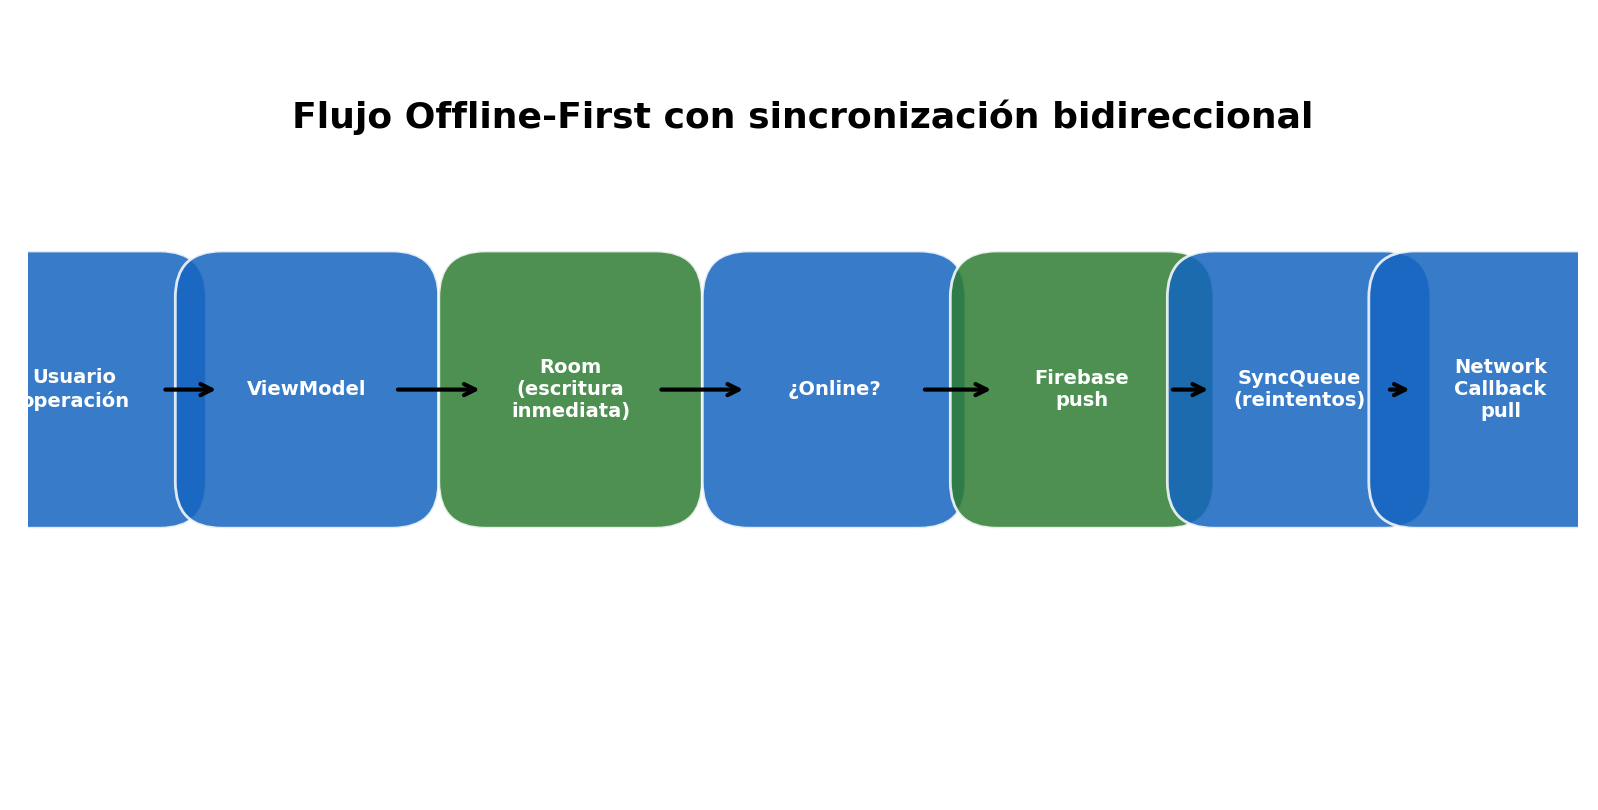 Flujo Offline-First con sincronización bidireccional
Usuario
operación
ViewModel
Room
(escritura
inmediata)
¿Online?
Firebase
push
SyncQueue
(reintentos)
Network
Callback
pull